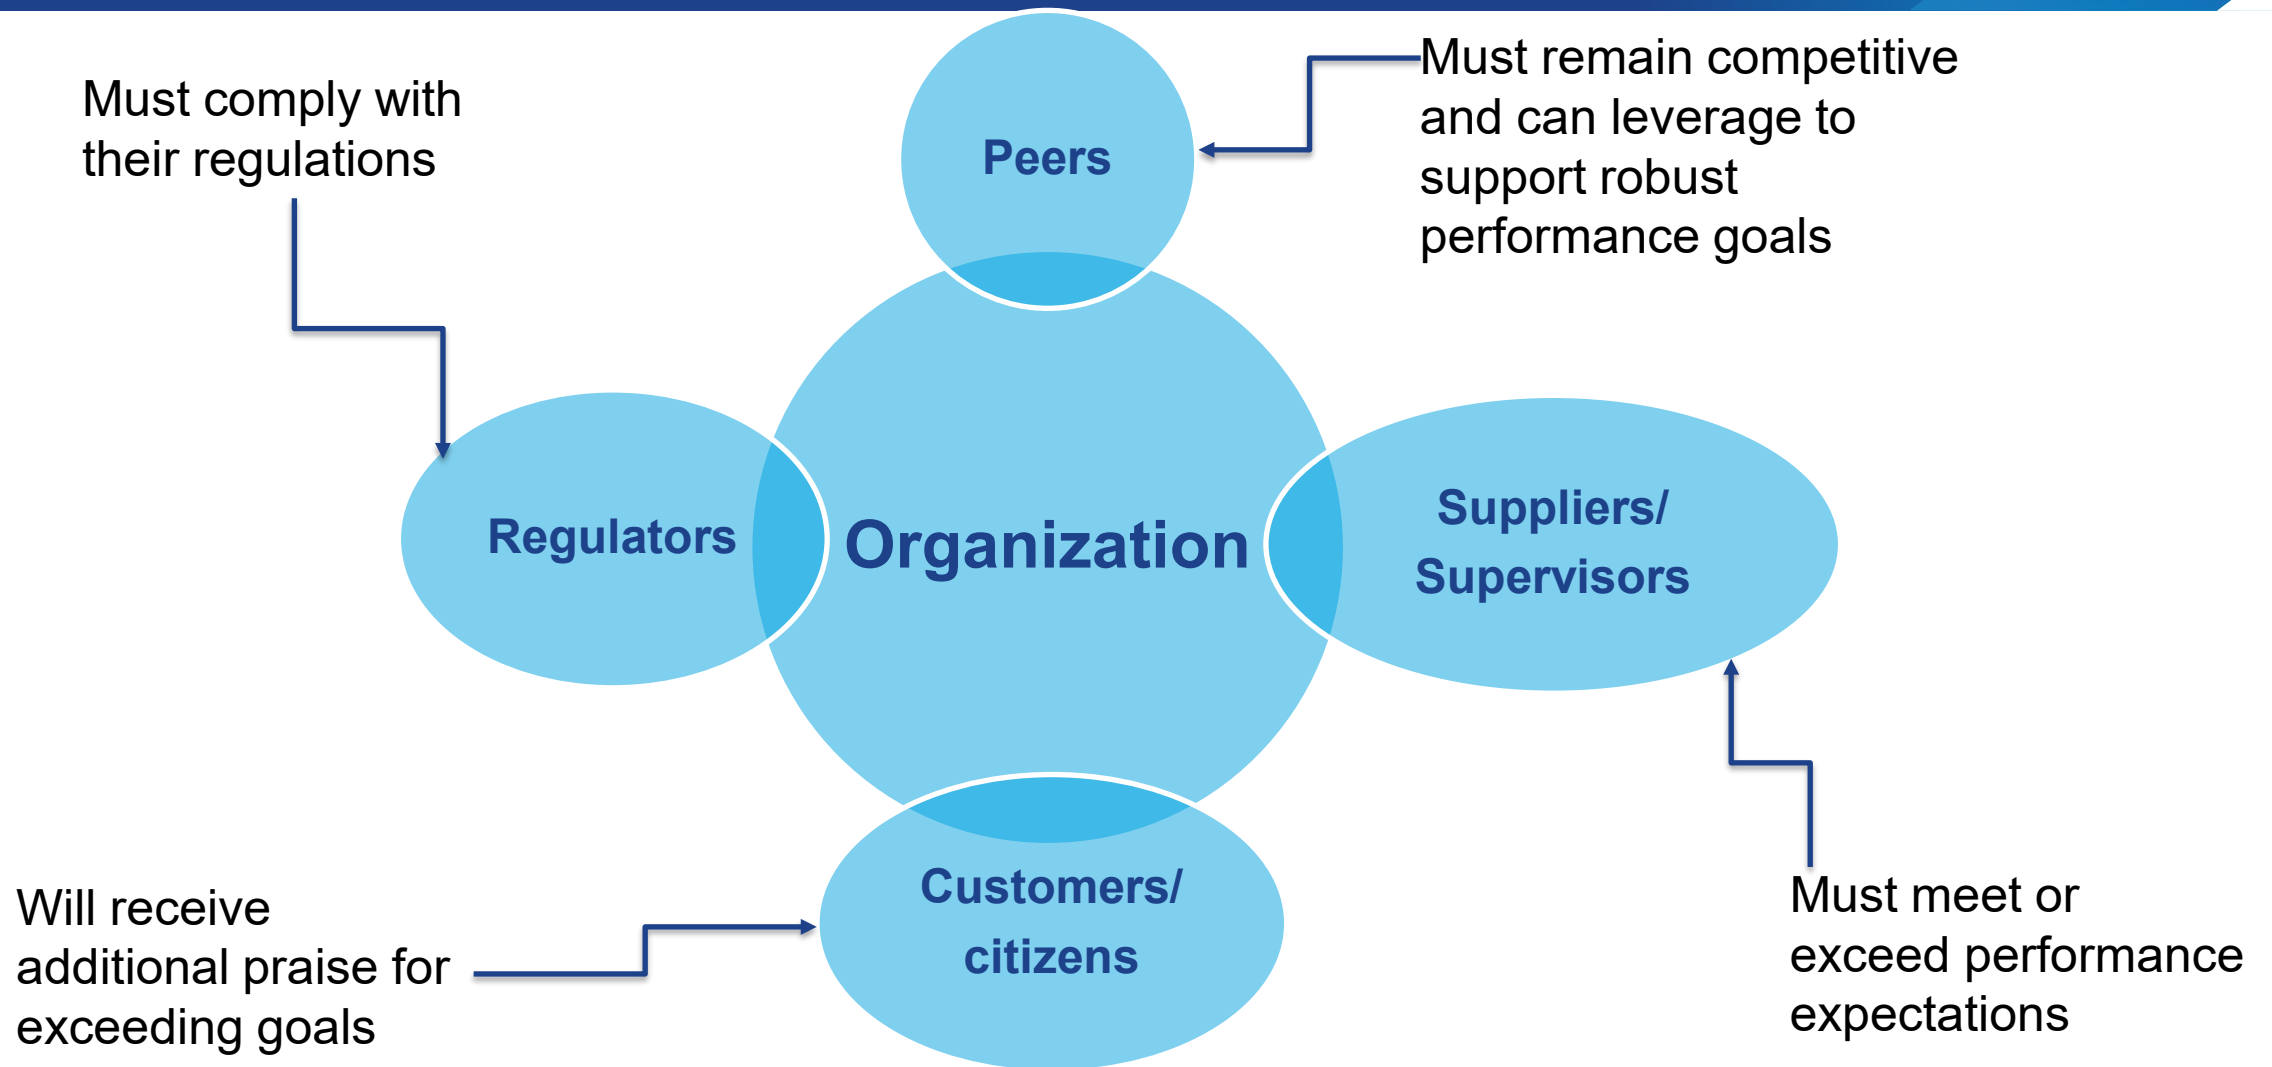 Must comply with
their regulations
Peers
Must remain competitive
and can leverage to
support robust
performance goals
Regulators
Organization
Suppliers/
Supervisors
Customers/
citizens
Will receive
additional praise for
exceeding goals
Must meet or
exceed performance
expectations